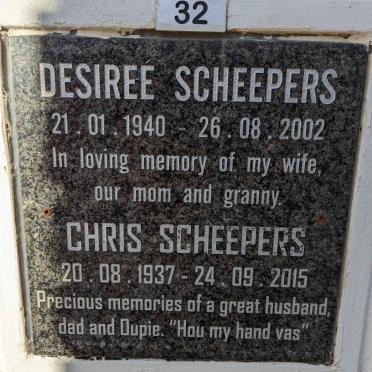 32
DESIREE SCHEEPERS
21.01.1940 - 26.08.2002
In loving memory of my wife,
our mom and granny.
CHRIS SCHEEPERS
20.08.1937 - 24.09.2015
Precious memories of a great husband,
dad and Oupie. "Hou my hand vas"